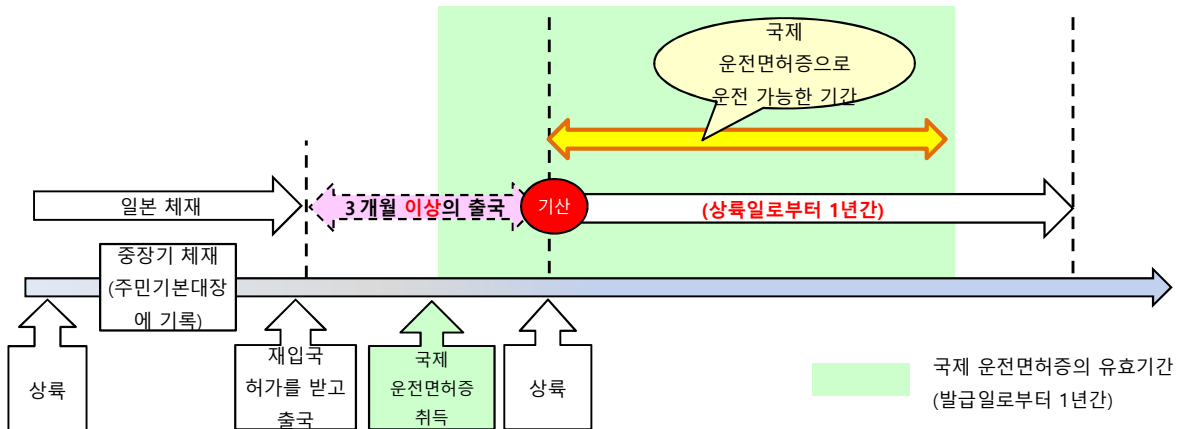 국제
운전면허증으로
운전 가능한 기간
일본 체재
3개월 이상의 출국
기산
(상륙일로부터 1년간)
중장기 체재
(주민기본대장
에 기록)
상륙
재입국
허가를 받고
출국
국제
운전면허증
취득
상륙
국제 운전면허증의 유효기간
(발급일로부터 1년간)